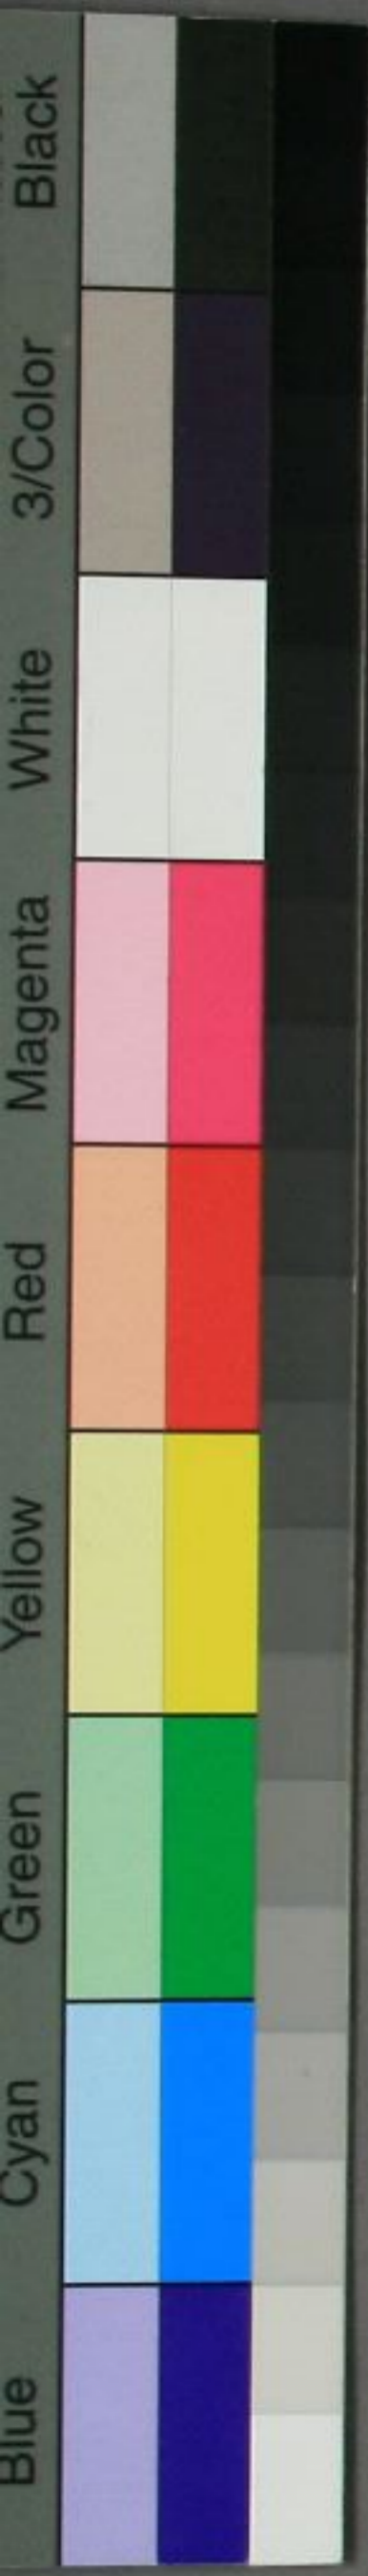 Blue
Cyan
Green
Yellow
Red
Magenta
White
3/Color
Black